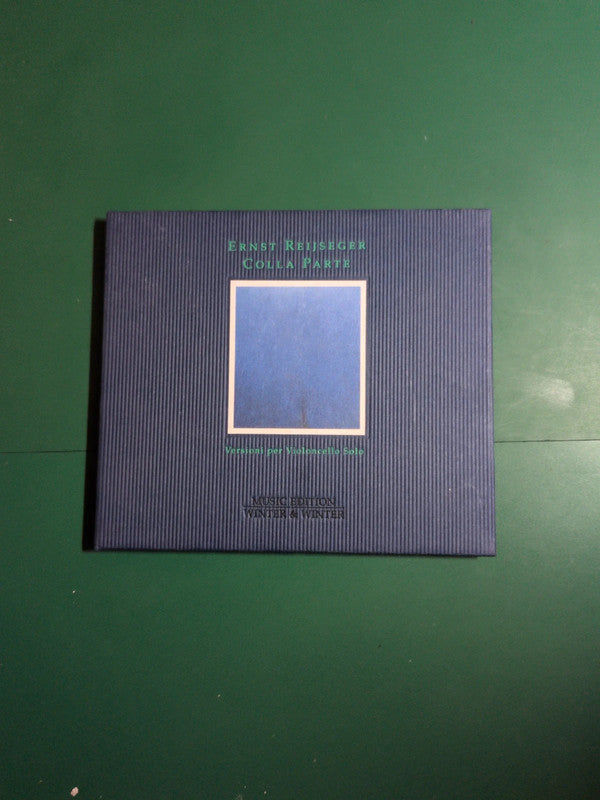 ERNST REIJSEGER
COLLA PARTE
Versioni per Violoncello Solo
MUSIC EDITION
WINTER & WINTER